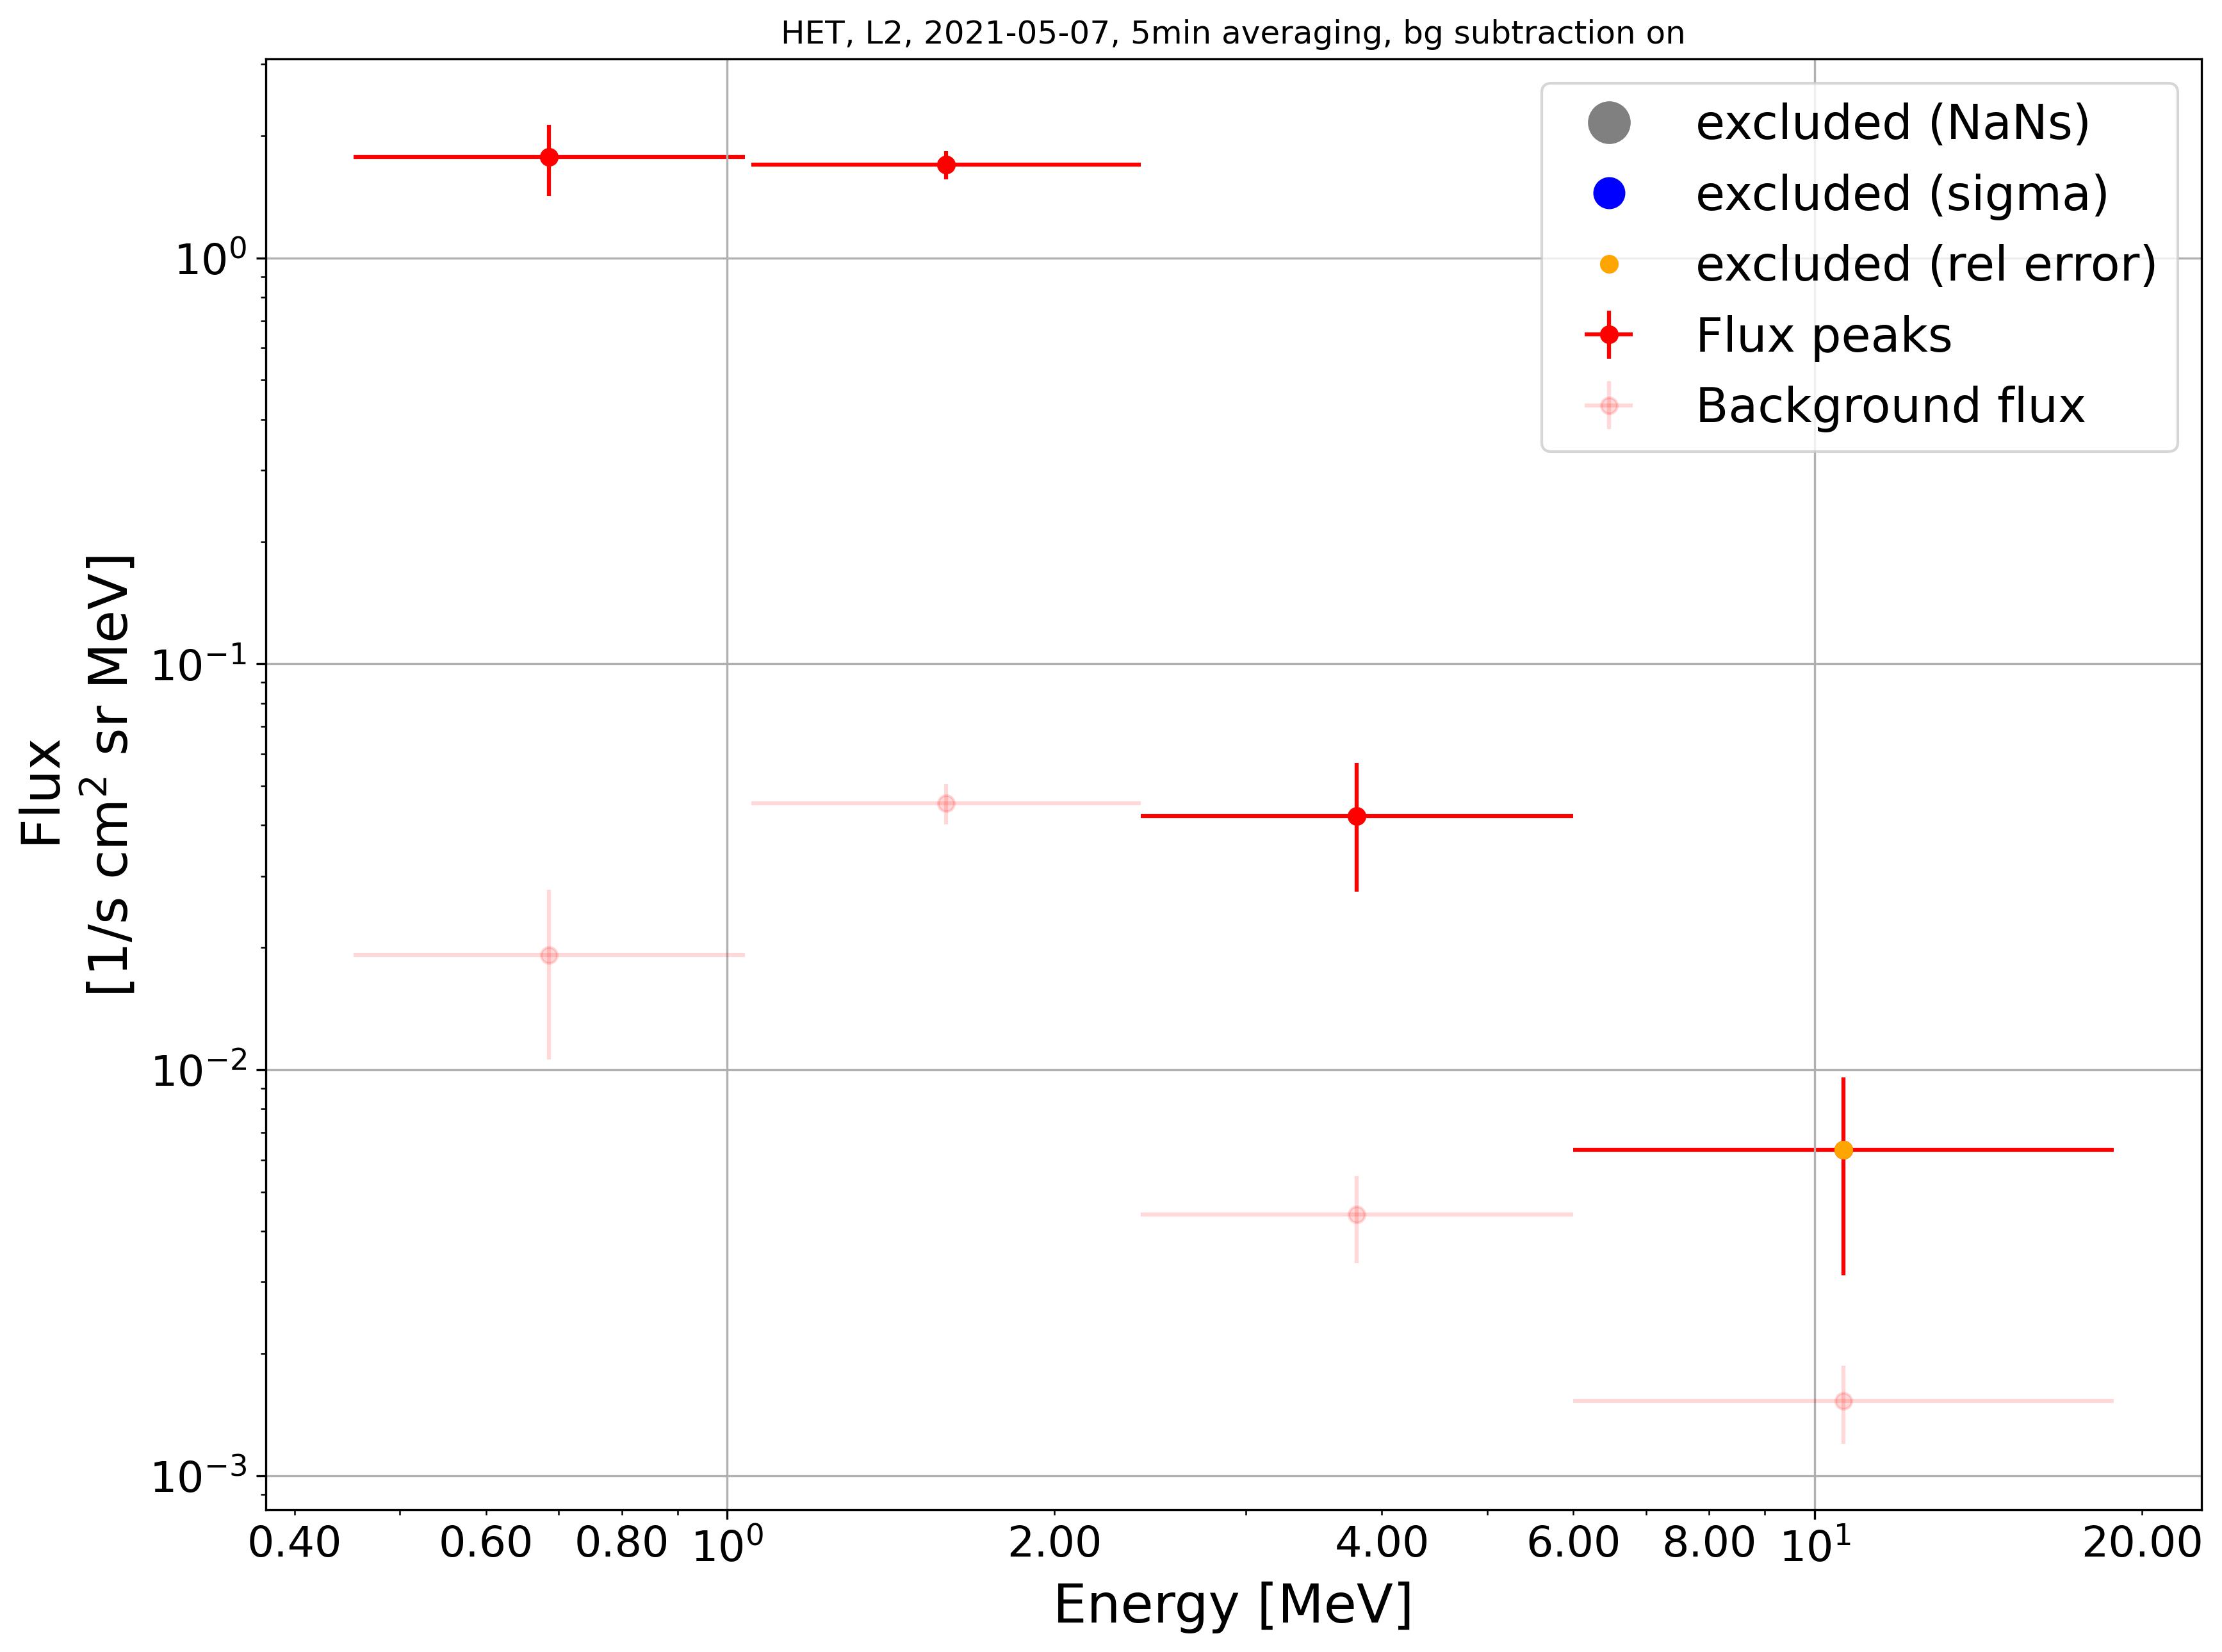 HET, L2, 2021-05-07, 5min averaging, bg subtraction on
excluded (NaNs)
excluded (sigma)
excluded (rel error)
Flux peaks
Background flux
10⁰
10⁻¹
10⁻²
10⁻³
Flux
[1/s cm² sr MeV]
0.40 0.60 0.80 10⁰ 2.00 4.00 6.00 8.00 10¹ 20.00
Energy [MeV]